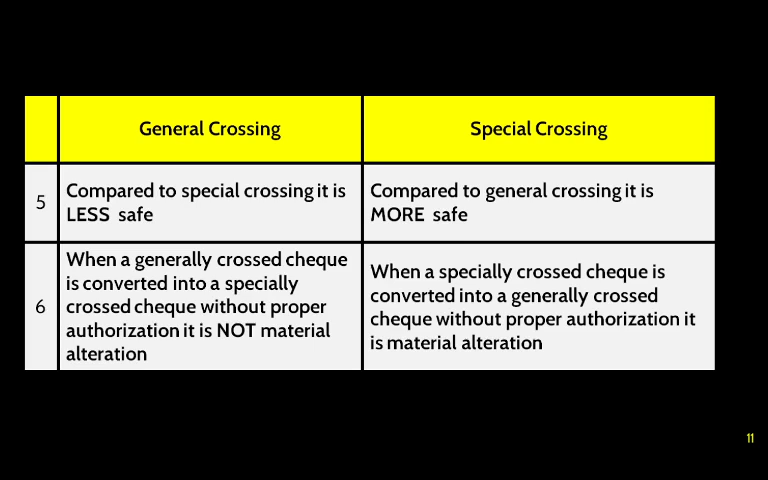 General Crossing
Special Crossing
5
Compared to special crossing it is
LESS safe
Compared to general crossing it is
MORE safe
6
When a generally crossed cheque
is converted into a specially
crossed cheque without proper
authorization it is NOT material
alteration
When a specially crossed cheque is
converted into a generally crossed
cheque without proper authorization it
is material alteration
11